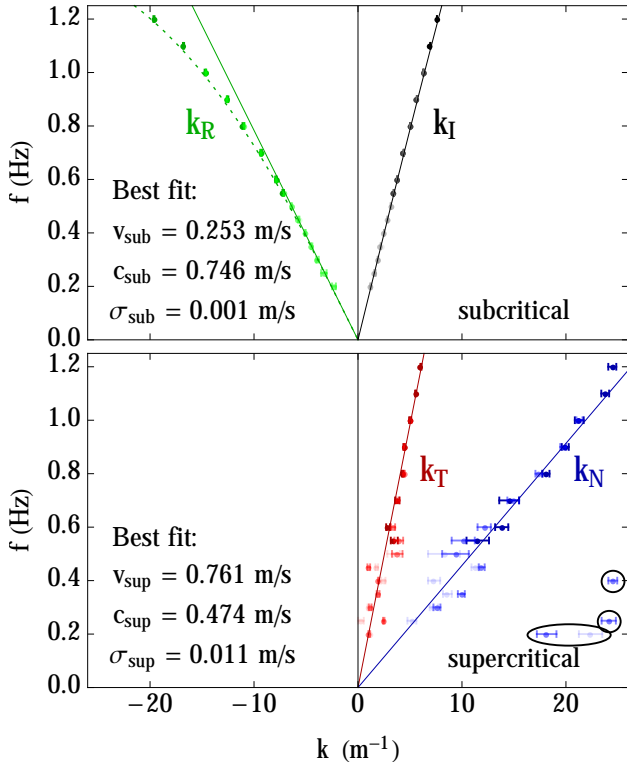 1.2
1.0
0.8
0.6
0.4
0.2
0.0
f (Hz)
k_R
k_I
Best fit:
v_sub = 0.253 m/s
c_sub = 0.746 m/s
σ_sub = 0.001 m/s
subcritical
1.2
1.0
0.8
0.6
0.4
0.2
0.0
f (Hz)
k_T
k_N
Best fit:
v_sup = 0.761 m/s
c_sup = 0.474 m/s
σ_sup = 0.011 m/s
supercritical
−20 −10 0 10 20
k (m⁻¹)